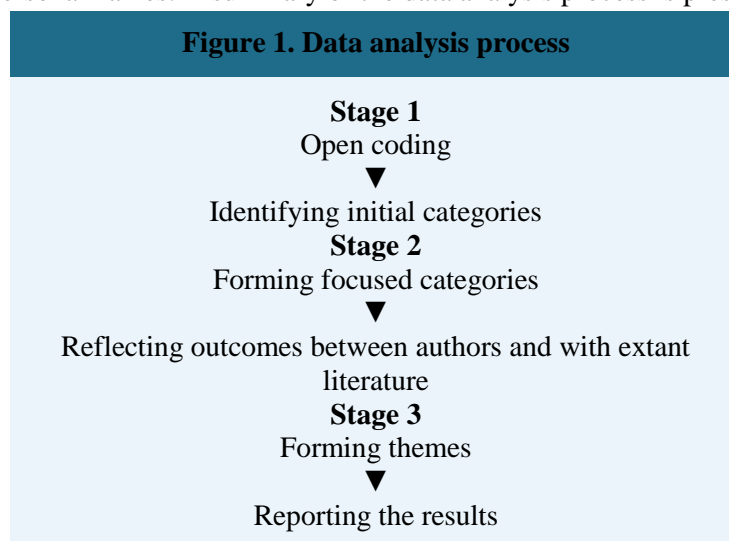 Figure 1. Data analysis process
Stage 1
Open coding
▼
Identifying initial categories
Stage 2
Forming focused categories
▼
Reflecting outcomes between authors and with extant
literature
Stage 3
Forming themes
▼
Reporting the results